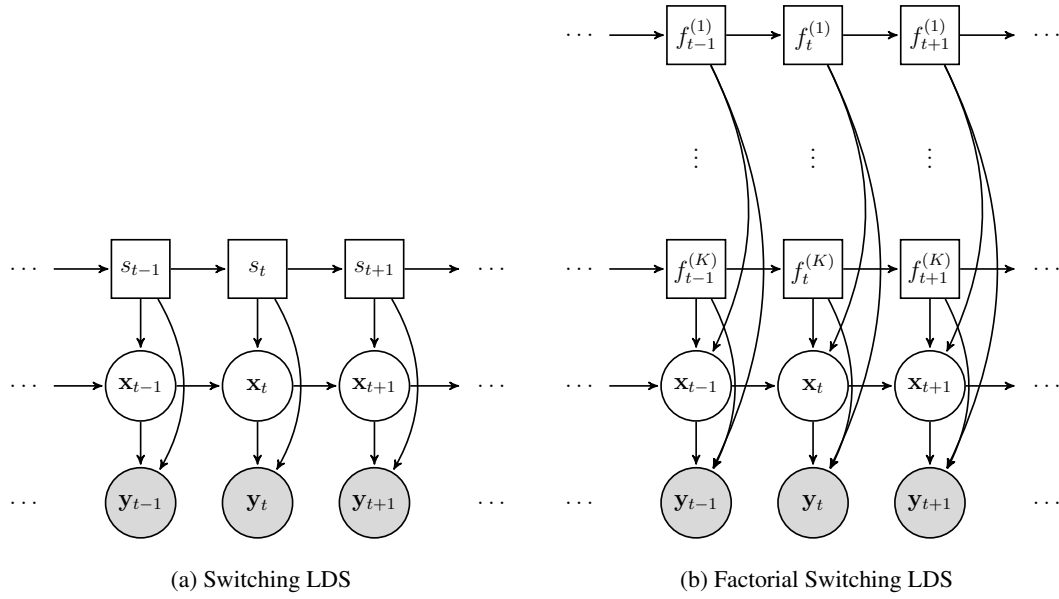 ⋯ f_{t−1}^{(1)} f_t^{(1)} f_{t+1}^{(1)} ⋯
⋮ ⋮ ⋮
⋯ s_{t−1} s_t s_{t+1} ⋯
⋯ 𝐱_{t−1} 𝐱_t 𝐱_{t+1} ⋯
⋯ 𝐲_{t−1} 𝐲_t 𝐲_{t+1} ⋯
(a) Switching LDS
⋯ f_{t−1}^{(K)} f_t^{(K)} f_{t+1}^{(K)} ⋯
⋯ 𝐱_{t−1} 𝐱_t 𝐱_{t+1} ⋯
⋯ 𝐲_{t−1} 𝐲_t 𝐲_{t+1} ⋯
(b) Factorial Switching LDS